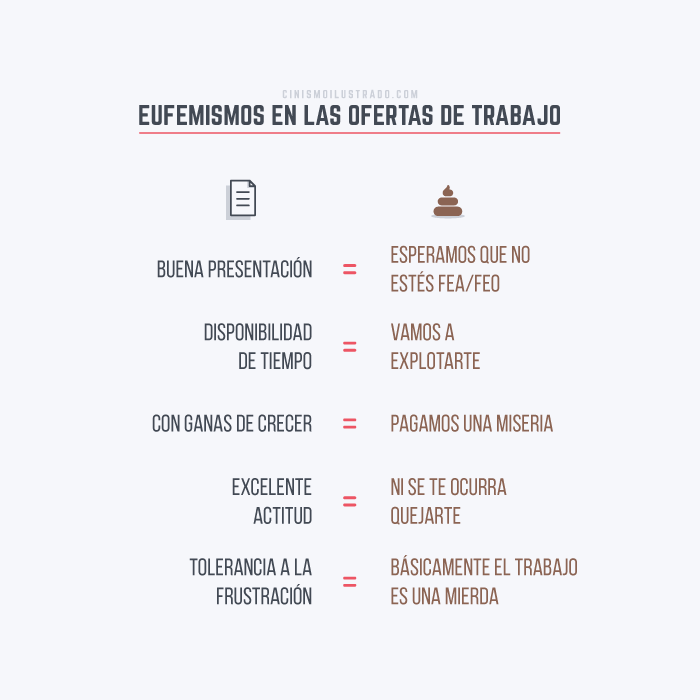 CINISMOILUSTRADO.COM
EUFEMISMOS EN LAS OFERTAS DE TRABAJO
BUENA PRESENTACIÓN = ESPERAMOS QUE NO
ESTÉS FEA/FEO
DISPONIBILIDAD
DE TIEMPO = VAMOS A
EXPLOTARTE
CON GANAS DE CRECER = PAGAMOS UNA MISERIA
EXCELENTE
ACTITUD = NI SE TE OCURRA
QUEJARTE
TOLERANCIA A LA
FRUSTRACIÓN = BÁSICAMENTE EL TRABAJO
ES UNA MIERDA